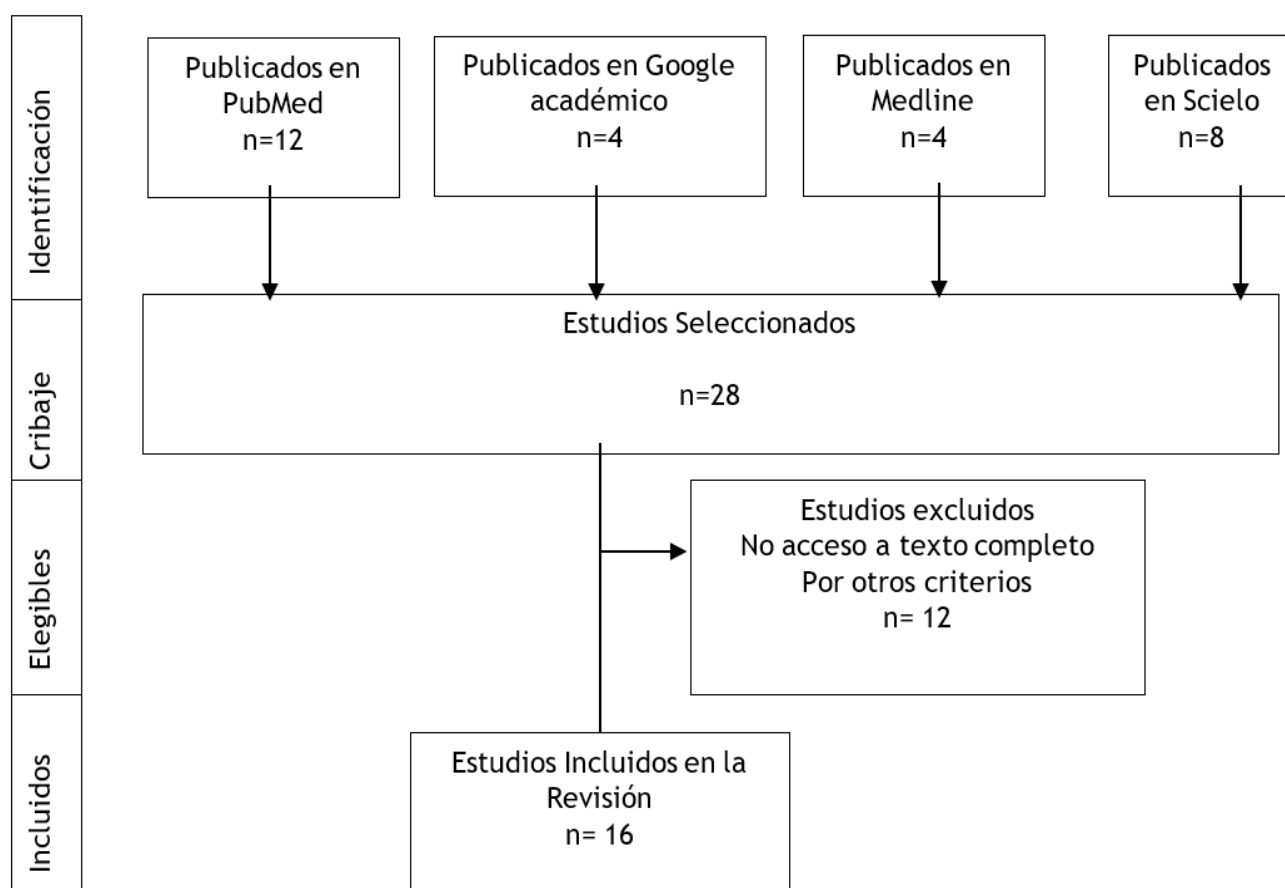 Identificación
Publicados en
PubMed
n=12
Publicados en Google
académico
n=4
Publicados en
Medline
n=4
Publicados
en Scielo
n=8
Cribaje
Estudios Seleccionados
n=28
Elegibles
Estudios excluidos
No acceso a texto completo
Por otros criterios
n= 12
Incluidos
Estudios Incluidos en la
Revisión
n= 16